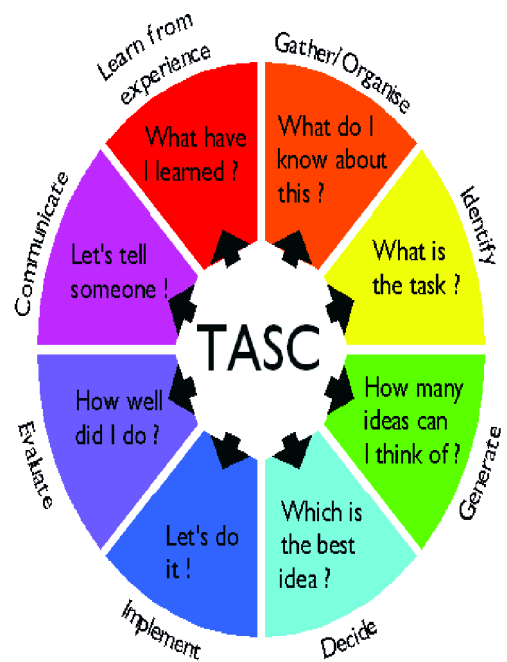 Gather/Organise
What do I
know about
this ?
Identify
What is
the task ?
Generate
How many
ideas can
I think of ?
Decide
Which is
the best
idea ?
Implement
Let's do
it !
Evaluate
How well
did I do ?
Communicate
Let's tell
someone !
Learn from
experience
What have
I learned ?
TASC